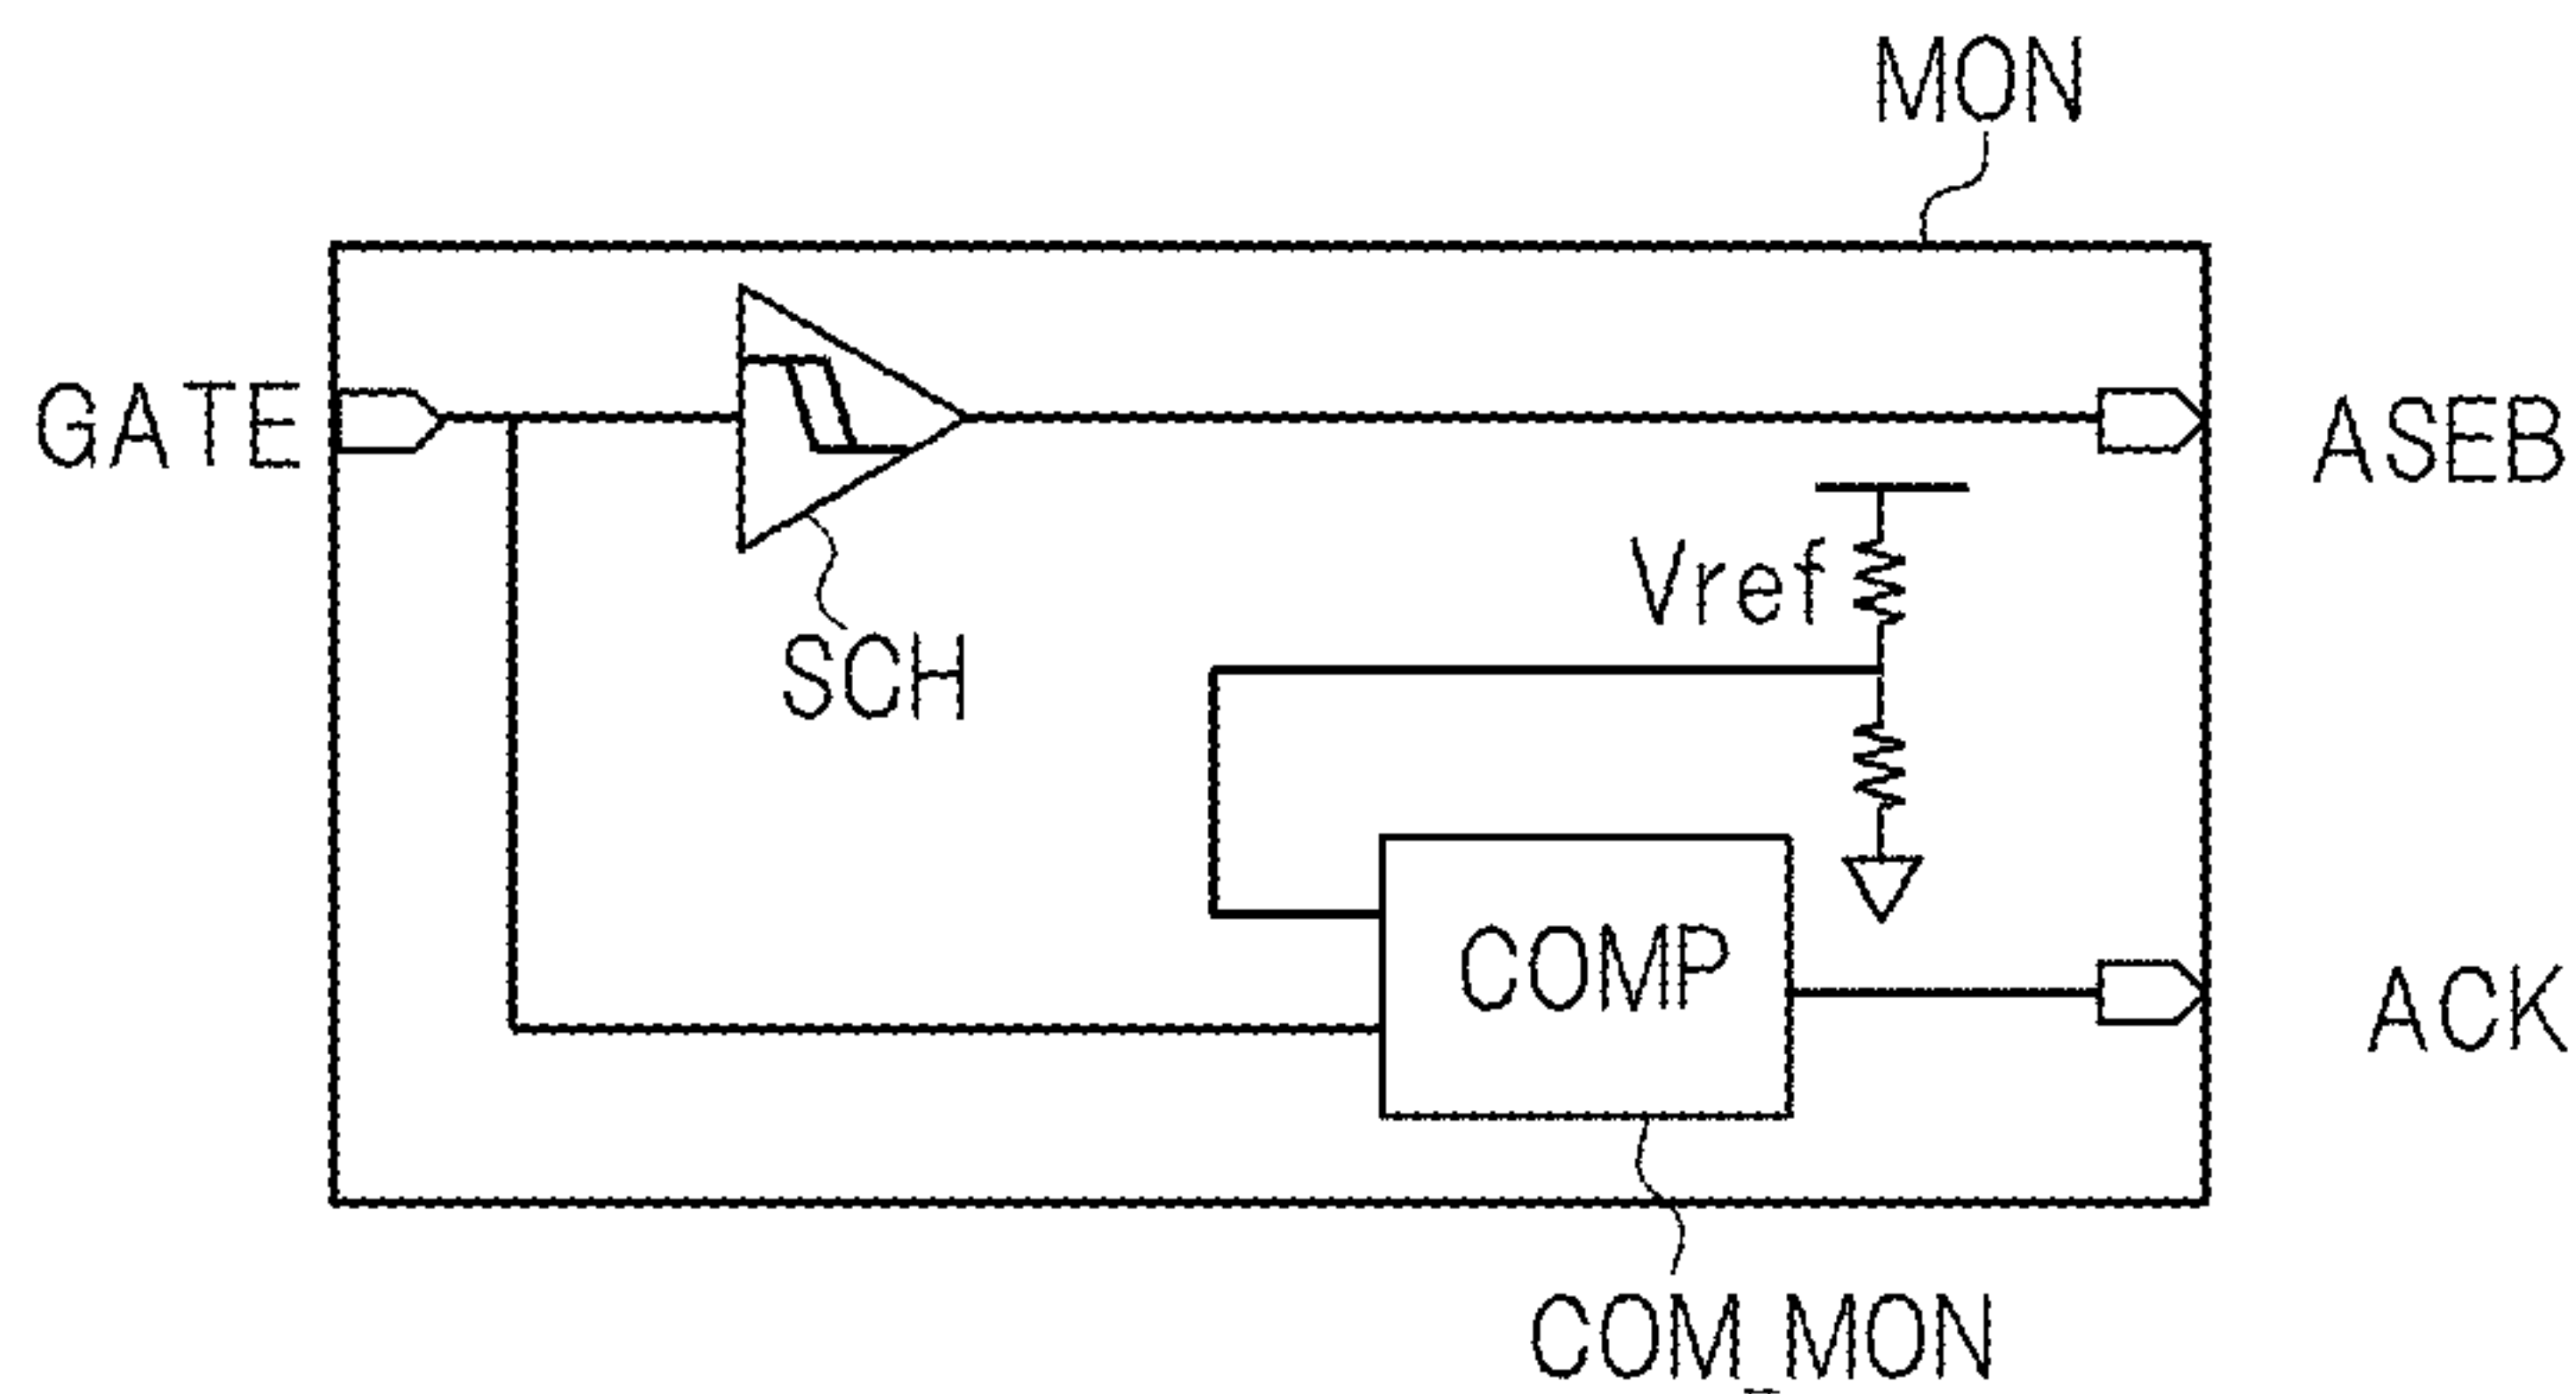 MON
GATE
ASEB
Vref
SCH
COMP
ACK
COM_MON